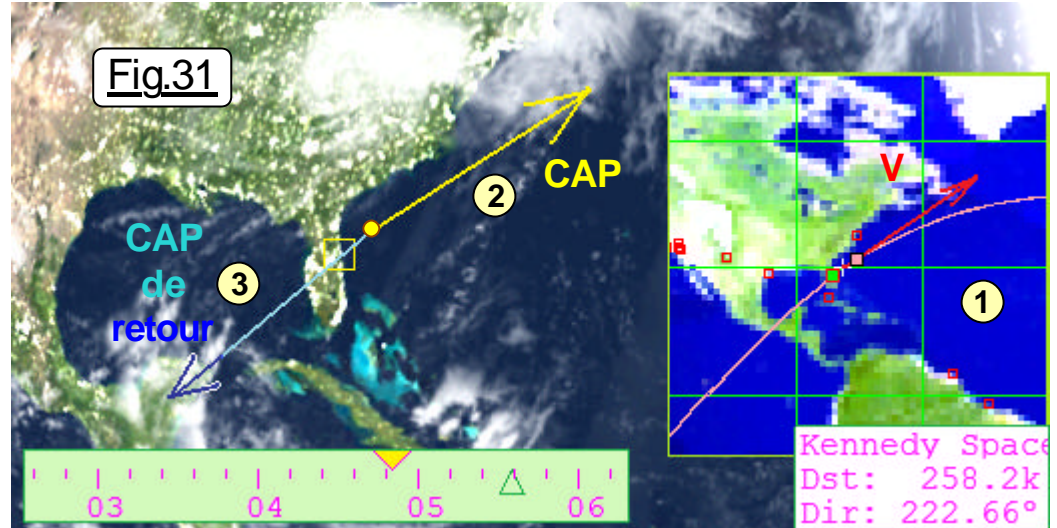 Fig.31
CAP
2
V
CAP
de
retour
3
1
03 04 05 06
Kennedy Space
Dst: 258.2k
Dir: 222.66°